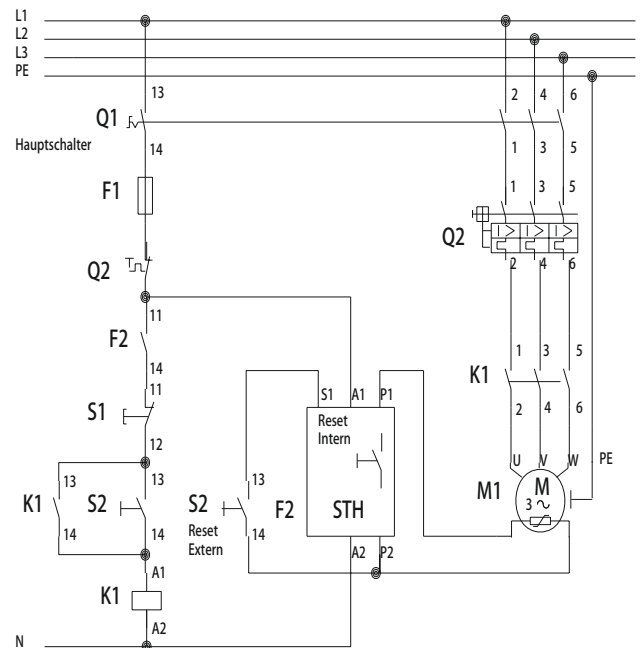 L1
L2
L3
PE
13 2 4 6
Q1
Hauptschalter
14 1 3 5
F1
1 3 5
Q2
2 4 6
Q2
11
F2
14
1 3 5
K1
2 4 6
11
S1
12
S1 A1 P1
Reset
Intern
U V W PE
M1 M
3 ~
13 13 13
K1 S2 S2 F2 STH
14 14 14
Reset
Extern
A2 P2
A1
K1
A2
N